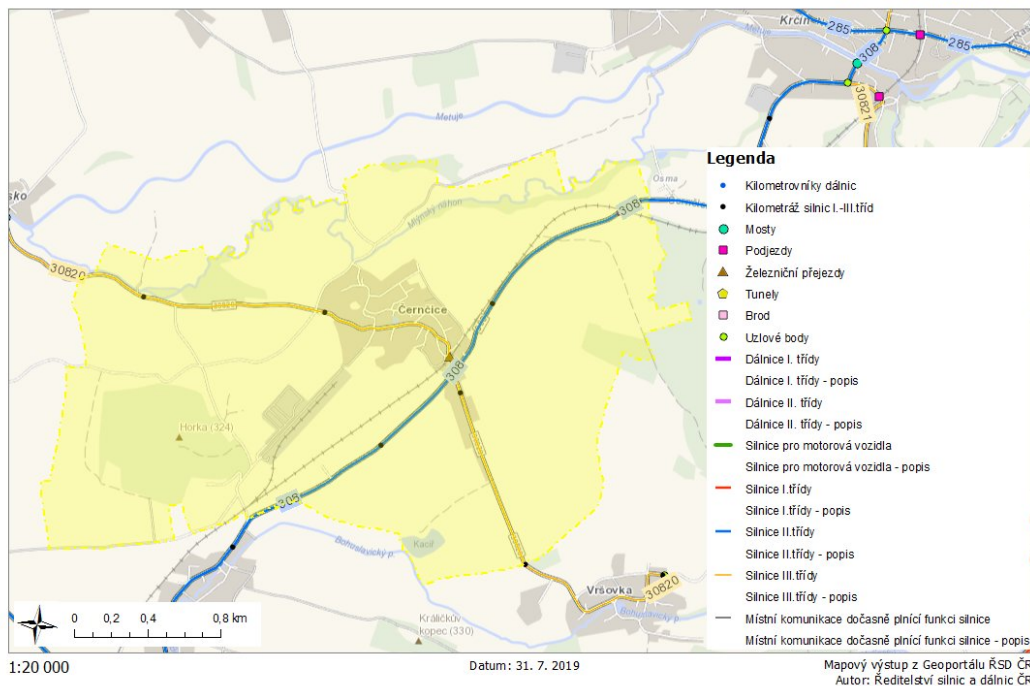 Krčín
285
308
285
30821
Metuje
Osma
sko
Mlýnský náhon
308
30820
Černčice
308
Horka (324)
308
Kacíř
Bohuslavický p.
Vršovka
30820
Bohuslavický p.
Králíčkův
kopec (330)
Legenda
Kilometrovníky dálnic
Kilometráž silnic I.-III.tříd
Mosty
Podjezdy
Železniční přejezdy
Tunely
Brod
Uzlové body
Dálnice I. třídy
Dálnice I. třídy - popis
Dálnice II. třídy
Dálnice II. třídy - popis
Silnice pro motorová vozidla
Silnice pro motorová vozidla - popis
Silnice I.třídy
Silnice I.třídy - popis
Silnice II.třídy
Silnice II.třídy - popis
Silnice III.třídy
Silnice III.třídy - popis
Místní komunikace dočasně plnící funkci silnice
Místní komunikace dočasně plnící funkci silnice - popis
0 0,2 0,4 0,8 km
1:20 000
Datum: 31. 7. 2019
Mapový výstup z Geoportálu ŘSD ČR
Autor: Ředitelství silnic a dálnic ČR